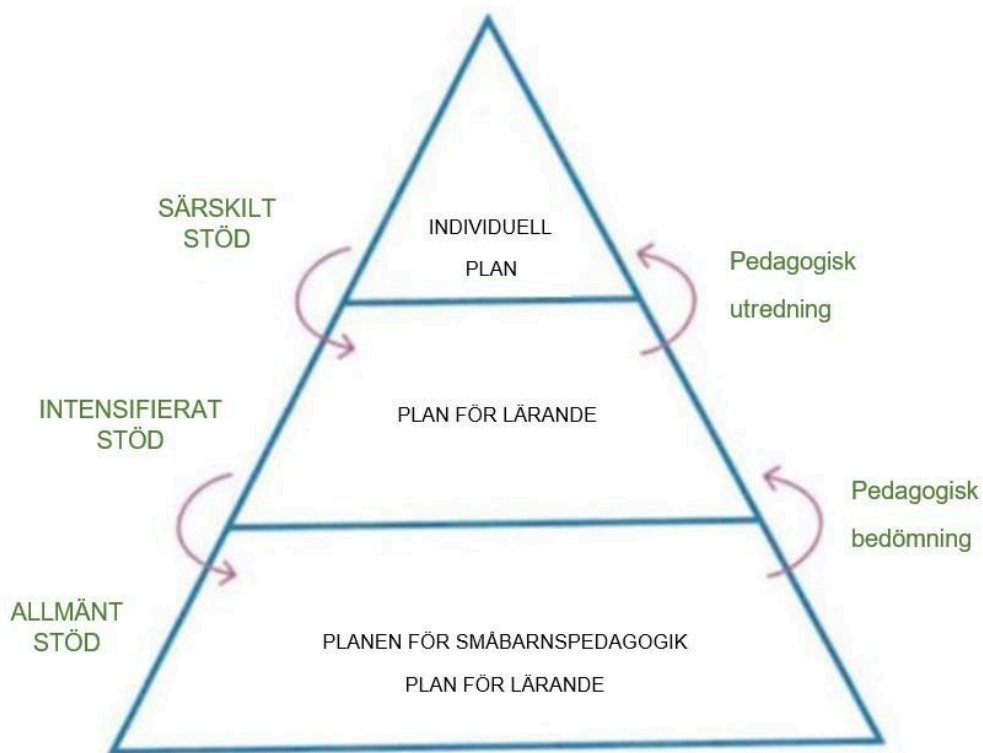 SÄRSKILT
STÖD
INDIVIDUELL
PLAN
Pedagogisk
utredning
INTENSIFIERAT
STÖD
PLAN FÖR LÄRANDE
Pedagogisk
bedömning
ALLMÄNT
STÖD
PLANEN FÖR SMÅBARNSPEDAGOGIK
PLAN FÖR LÄRANDE